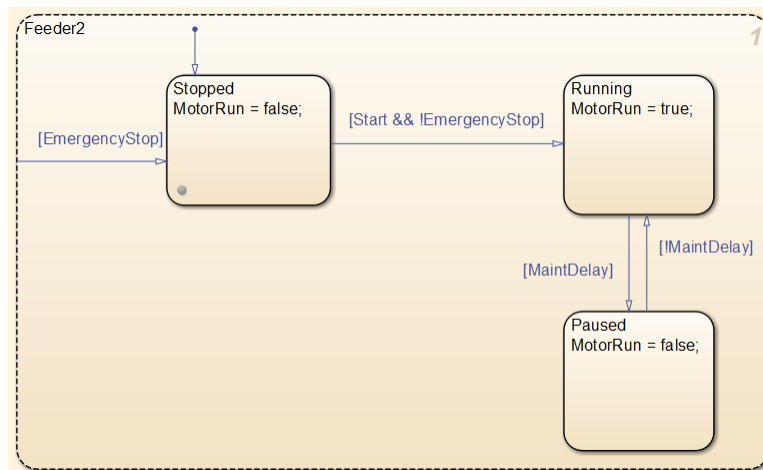 Feeder2
1
Stopped
MotorRun = false;
[EmergencyStop]
[Start && !EmergencyStop]
Running
MotorRun = true;
[MaintDelay]
[!MaintDelay]
Paused
MotorRun = false;